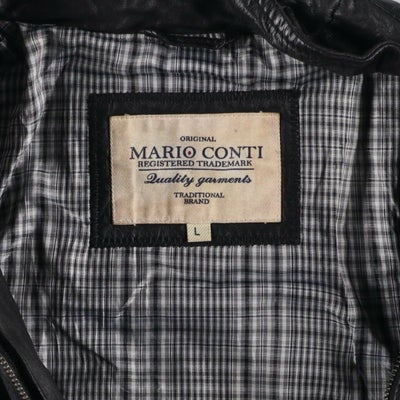 ORIGINAL
MARIO CONTI
REGISTERED TRADEMARK
Quality garments
TRADITIONAL
BRAND
L